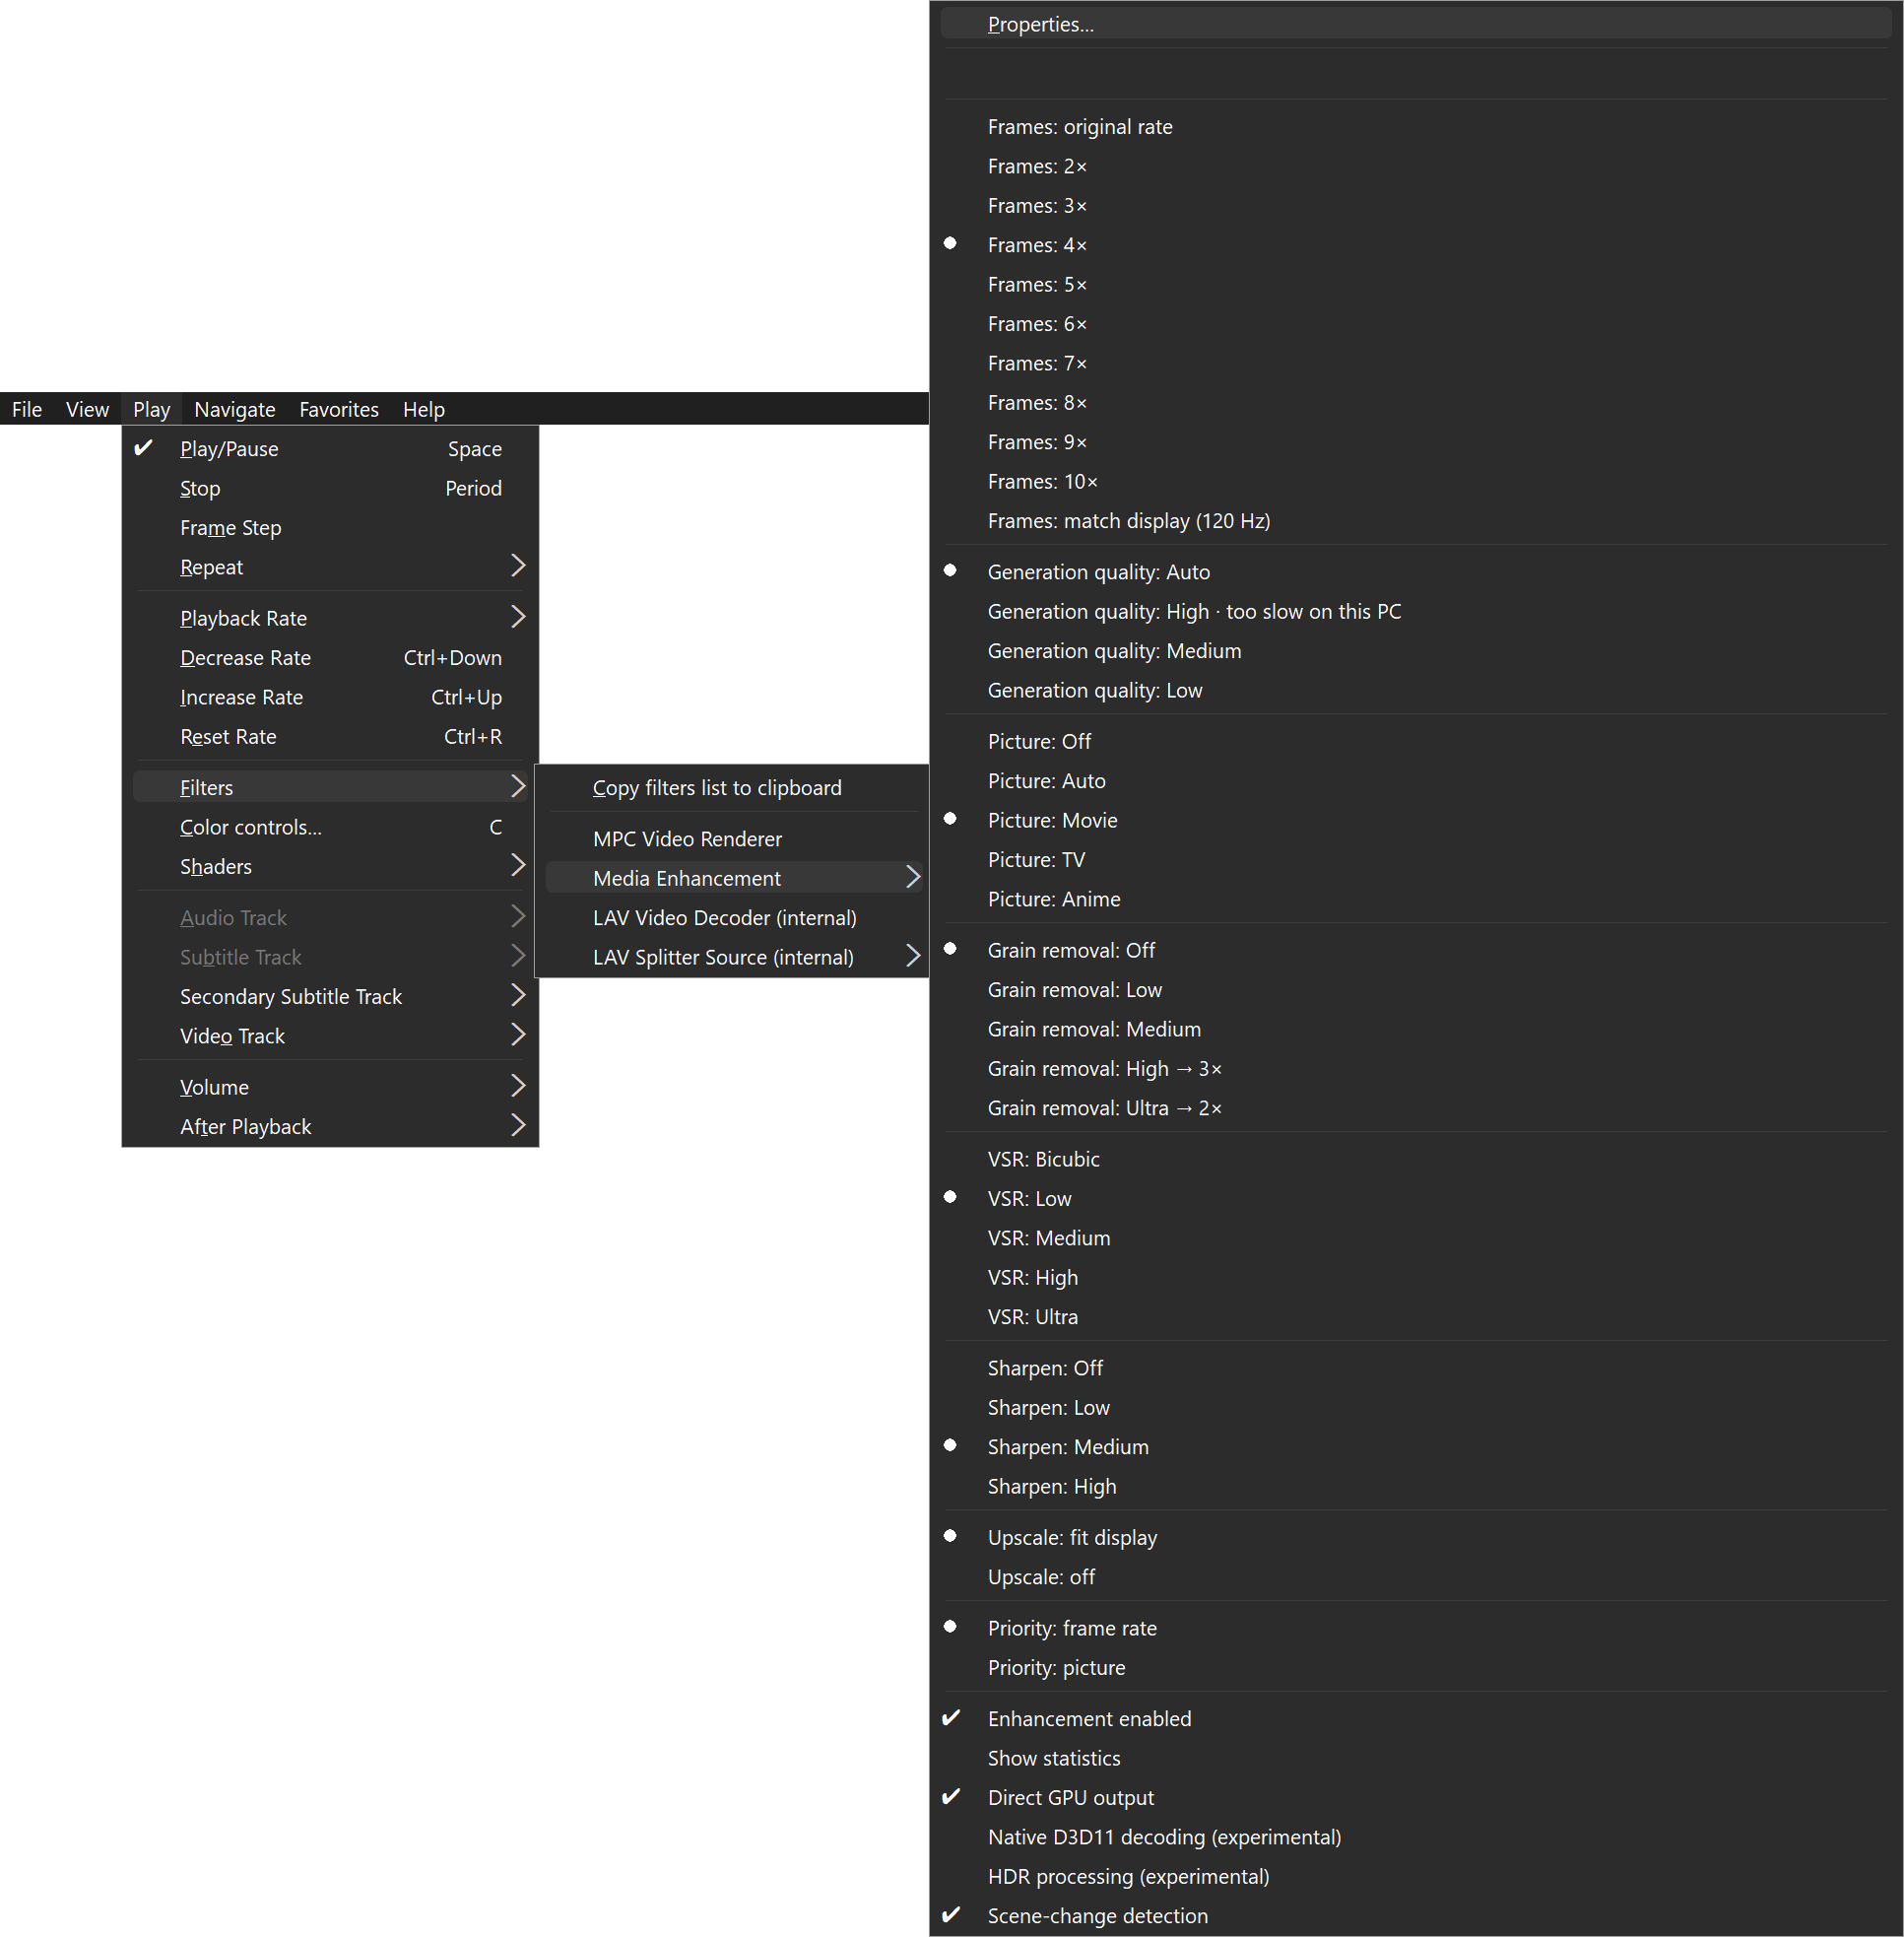 File View Play Navigate Favorites Help
Play/Pause Space
Stop Period
Frame Step
Repeat
Playback Rate
Decrease Rate Ctrl+Down
Increase Rate Ctrl+Up
Reset Rate Ctrl+R
Filters
Color controls... C
Shaders
Audio Track
Subtitle Track
Secondary Subtitle Track
Video Track
Volume
After Playback
Copy filters list to clipboard
MPC Video Renderer
Media Enhancement
LAV Video Decoder (internal)
LAV Splitter Source (internal)
Properties...
Frames: original rate
Frames: 2×
Frames: 3×
Frames: 4×
Frames: 5×
Frames: 6×
Frames: 7×
Frames: 8×
Frames: 9×
Frames: 10×
Frames: match display (120 Hz)
Generation quality: Auto
Generation quality: High · too slow on this PC
Generation quality: Medium
Generation quality: Low
Picture: Off
Picture: Auto
Picture: Movie
Picture: TV
Picture: Anime
Grain removal: Off
Grain removal: Low
Grain removal: Medium
Grain removal: High → 3×
Grain removal: Ultra → 2×
VSR: Bicubic
VSR: Low
VSR: Medium
VSR: High
VSR: Ultra
Sharpen: Off
Sharpen: Low
Sharpen: Medium
Sharpen: High
Upscale: fit display
Upscale: off
Priority: frame rate
Priority: picture
Enhancement enabled
Show statistics
Direct GPU output
Native D3D11 decoding (experimental)
HDR processing (experimental)
Scene-change detection